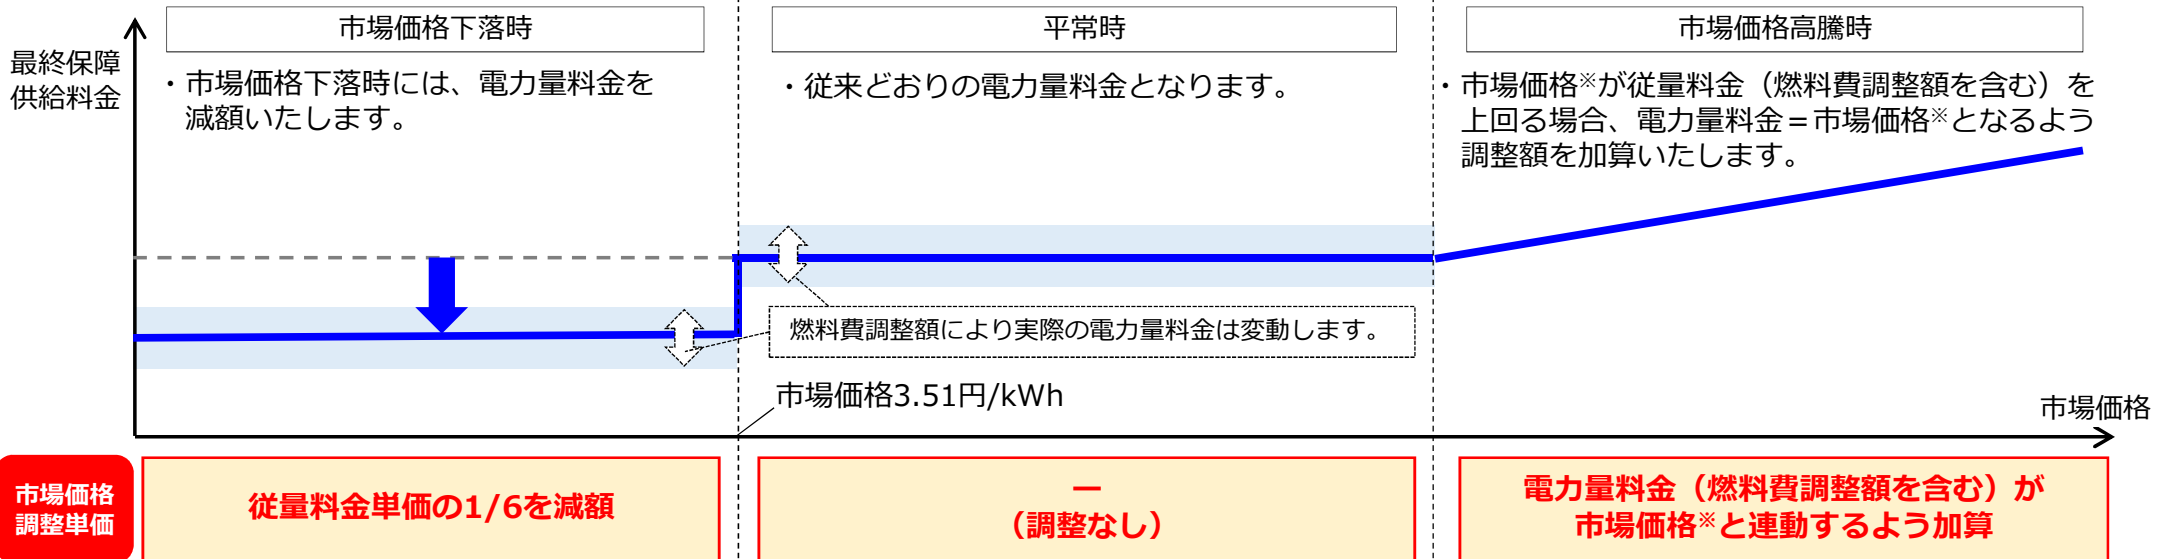 最終保障
供給料金
市場価格下落時
・市場価格下落時には、電力量料金を
減額いたします。
平常時
・従来どおりの電力量料金となります。
市場価格高騰時
・市場価格※が従量料金（燃料費調整額を含む）を
上回る場合、電力量料金＝市場価格※となるよう
調整額を加算いたします。
燃料費調整額により実際の電力量料金は変動します。
市場価格3.51円/kWh
市場価格
市場価格
調整単価
従量料金単価の1/6を減額
ー
（調整なし）
電力量料金（燃料費調整額を含む）が
市場価格※と連動するよう加算